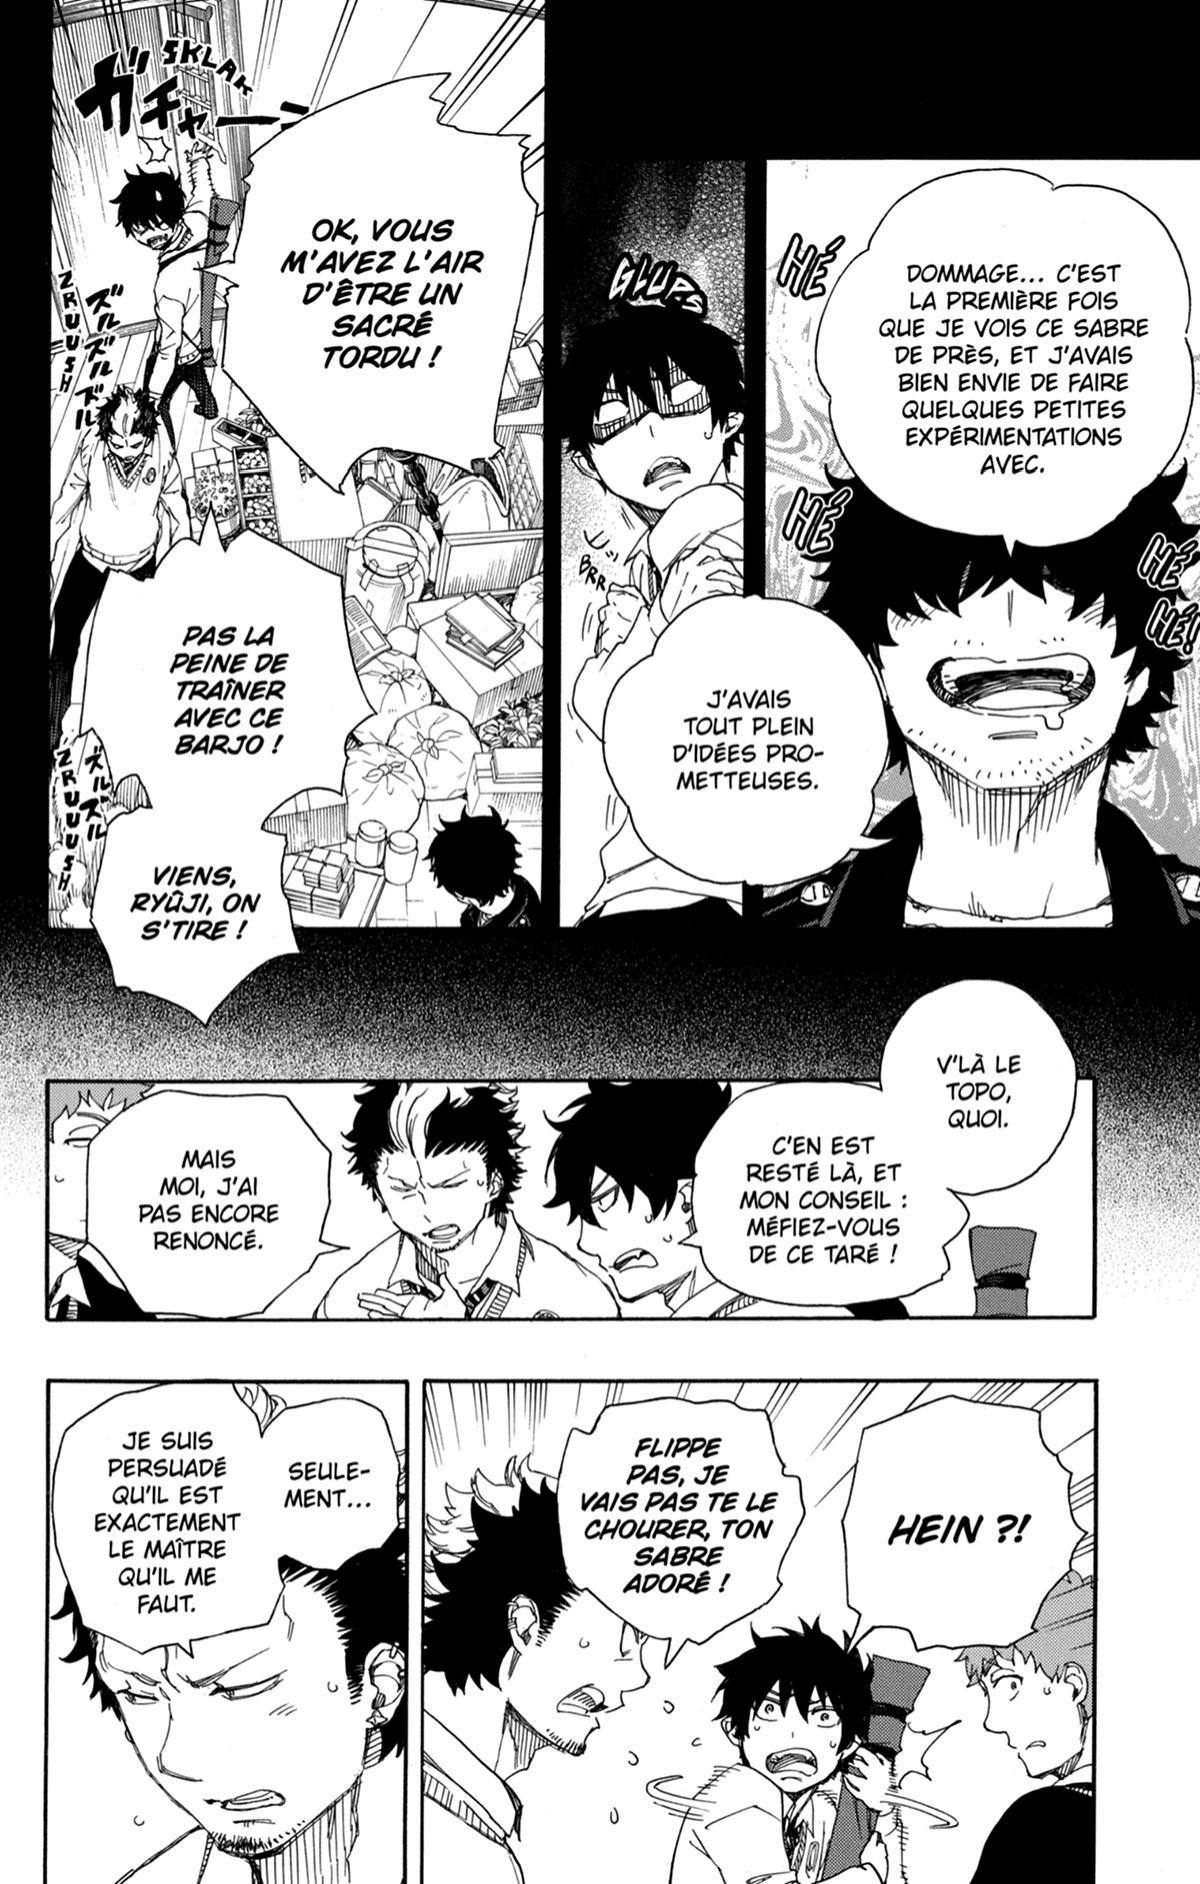 HÉ
HÉ
DOMMAGE... C'EST
LA PREMIÈRE FOIS
QUE JE VOIS CE SABRE
DE PRÈS, ET J'AVAIS
BIEN ENVIE DE FAIRE
QUELQUES PETITES
EXPÉRIMENTATIONS
AVEC.
HÉ
HÉ!
GLUPS
ヒッ
BRR
J'AVAIS
TOUT PLEIN
D'IDÉES PRO-
METTEUSES.
SKLAK
ガチャーン
OK, VOUS
M'AVEZ L'AIR
D'ÊTRE UN
SACRÉ
TORDU !
ZRUUSH
ズルズルズル
PAS LA
PEINE DE
TRAÎNER
AVEC CE
BARJO !
ZRUUUSH
ズルズル
VIENS,
RYÛJI, ON
S'TIRE !
V'LÀ LE
TOPO,
QUOI.
C'EN EST
RESTÉ LÀ, ET
MON CONSEIL :
MÉFIEZ-VOUS
DE CE TARÉ !
MAIS
MOI, J'AI
PAS ENCORE
RENONCÉ.
HEIN ?!
FLIPPE
PAS, JE
VAIS PAS TE LE
CHOURER, TON
SABRE
ADORÉ !
SEULE-
MENT...
JE SUIS
PERSUADÉ
QU'IL EST
EXACTEMENT
LE MAÎTRE
QU'IL ME
FAUT.